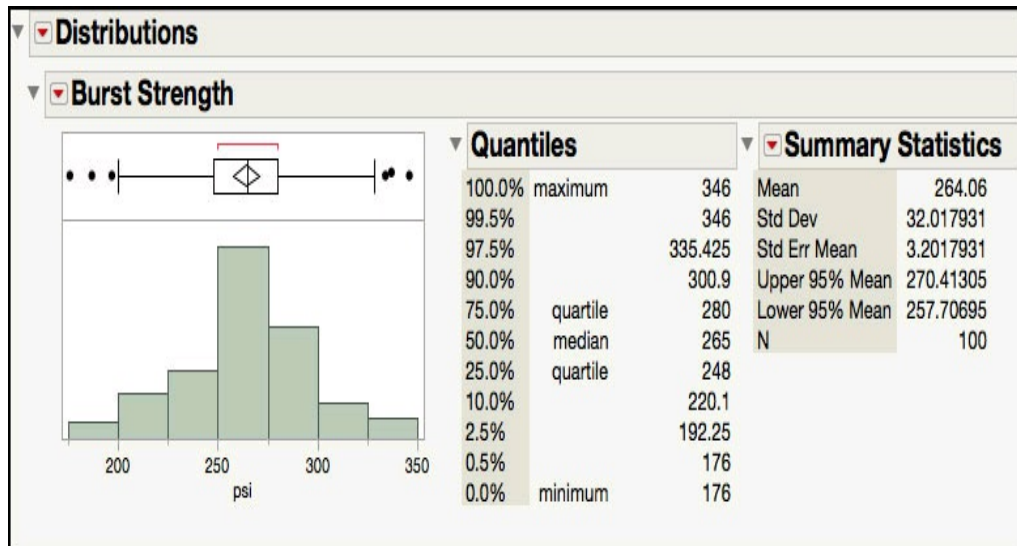 Distributions
Burst Strength
200 250 300 350
psi
Quantiles
100.0% maximum 346
99.5% 346
97.5% 335.425
90.0% 300.9
75.0% quartile 280
50.0% median 265
25.0% quartile 248
10.0% 220.1
2.5% 192.25
0.5% 176
0.0% minimum 176
Summary Statistics
Mean 264.06
Std Dev 32.017931
Std Err Mean 3.2017931
Upper 95% Mean 270.41305
Lower 95% Mean 257.70695
N 100